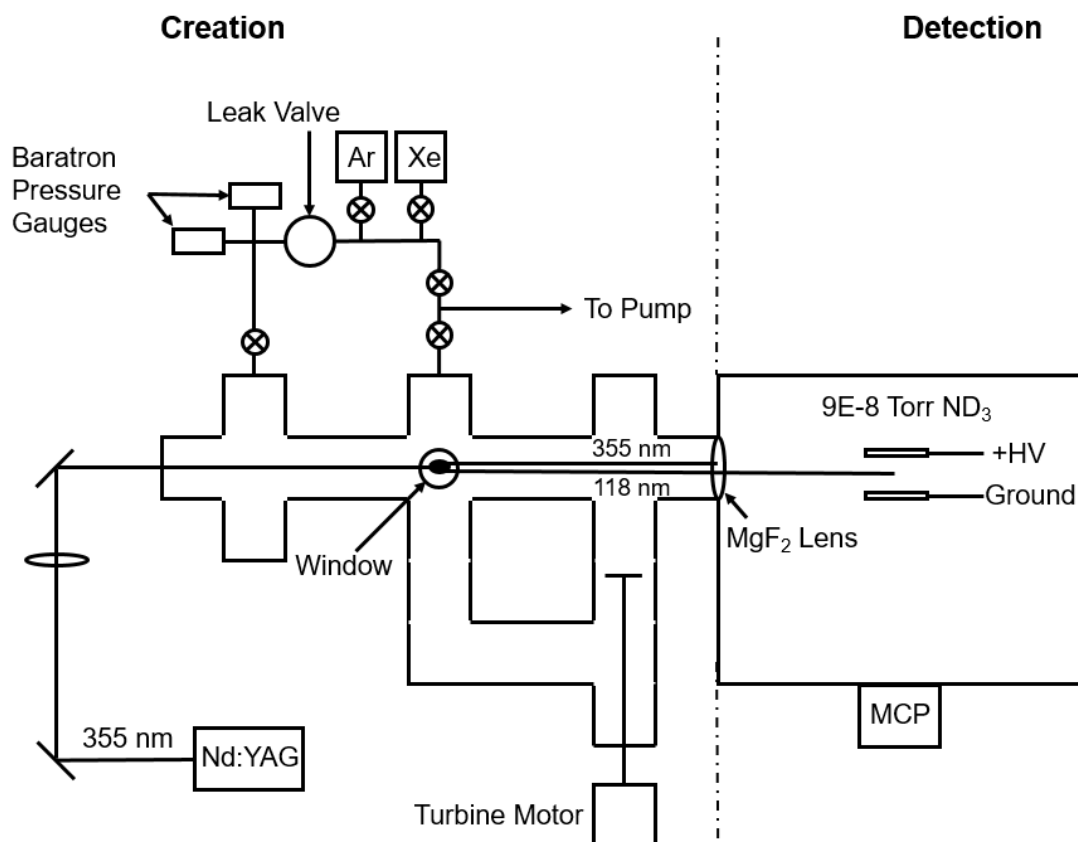 Creation
Detection
Leak Valve
Ar
Xe
Baratron
Pressure
Gauges
To Pump
9E-8 Torr ND₃
355 nm
+HV
118 nm
Ground
MgF₂ Lens
Window
MCP
355 nm
Nd:YAG
Turbine Motor